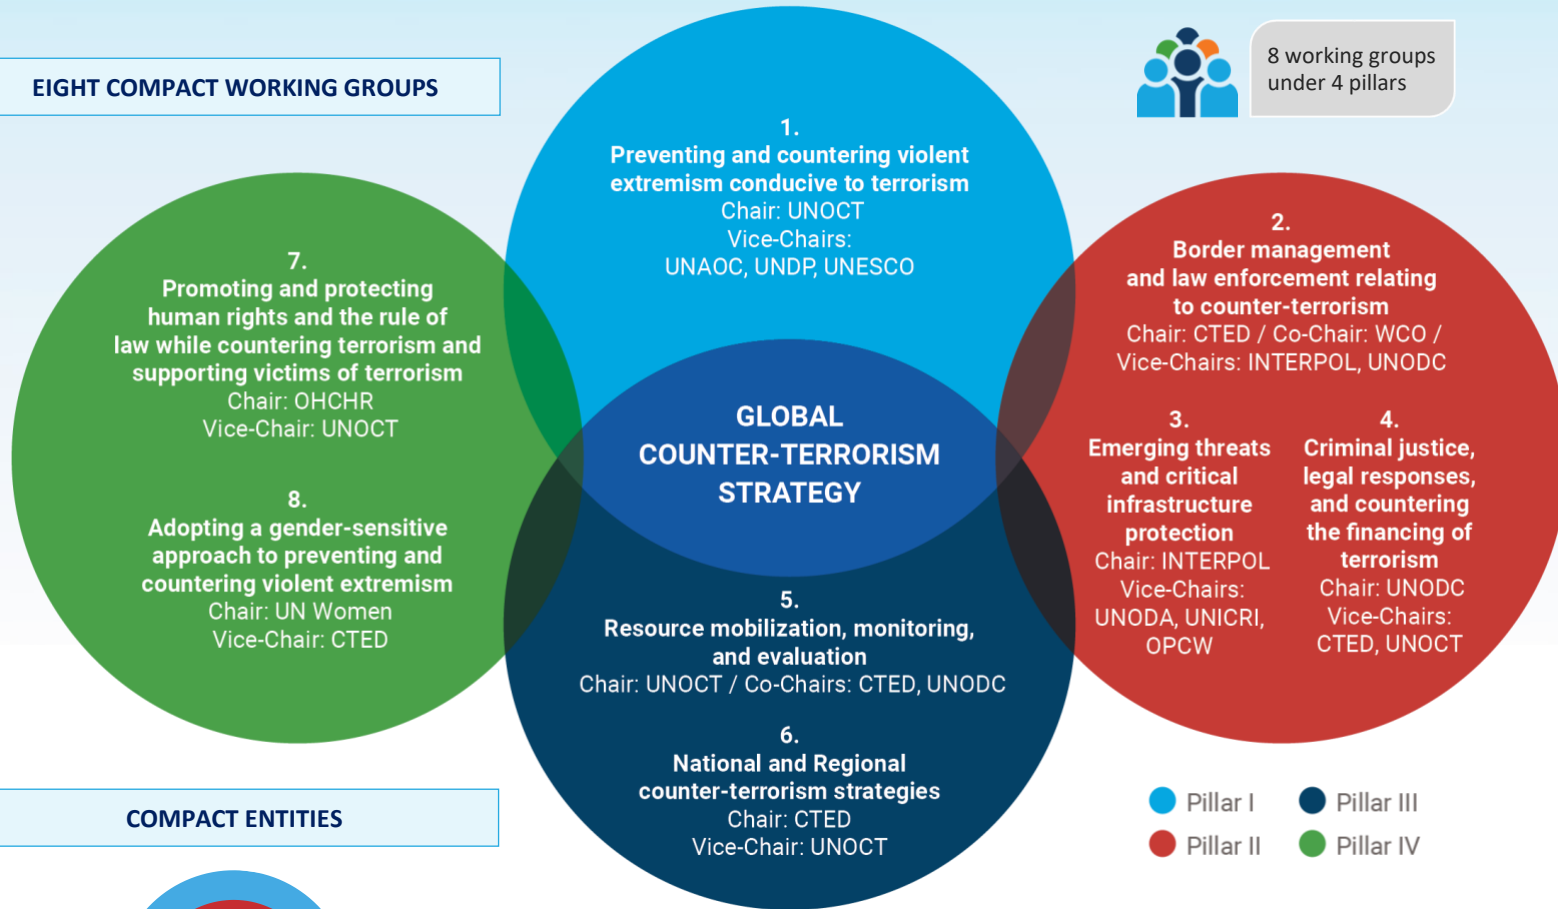 EIGHT COMPACT WORKING GROUPS
8 working groups
under 4 pillars
1.
Preventing and countering violent
extremism conducive to terrorism
Chair: UNOCT
Vice-Chairs:
UNAOC, UNDP, UNESCO
2.
Border management
and law enforcement relating
to counter-terrorism
Chair: CTED / Co-Chair: WCO /
Vice-Chairs: INTERPOL, UNODC
3.
Emerging threats
and critical
infrastructure
protection
Chair: INTERPOL
Vice-Chairs:
UNODA, UNICRI,
OPCW
4.
Criminal justice,
legal responses,
and countering
the financing of
terrorism
Chair: UNODC
Vice-Chairs:
CTED, UNOCT
7.
Promoting and protecting
human rights and the rule of
law while countering terrorism and
supporting victims of terrorism
Chair: OHCHR
Vice-Chair: UNOCT
8.
Adopting a gender-sensitive
approach to preventing and
countering violent extremism
Chair: UN Women
Vice-Chair: CTED
GLOBAL
COUNTER-TERRORISM
STRATEGY
5.
Resource mobilization, monitoring,
and evaluation
Chair: UNOCT / Co-Chairs: CTED, UNODC
6.
National and Regional
counter-terrorism strategies
Chair: CTED
Vice-Chair: UNOCT
Pillar I
Pillar III
Pillar II
Pillar IV
COMPACT ENTITIES